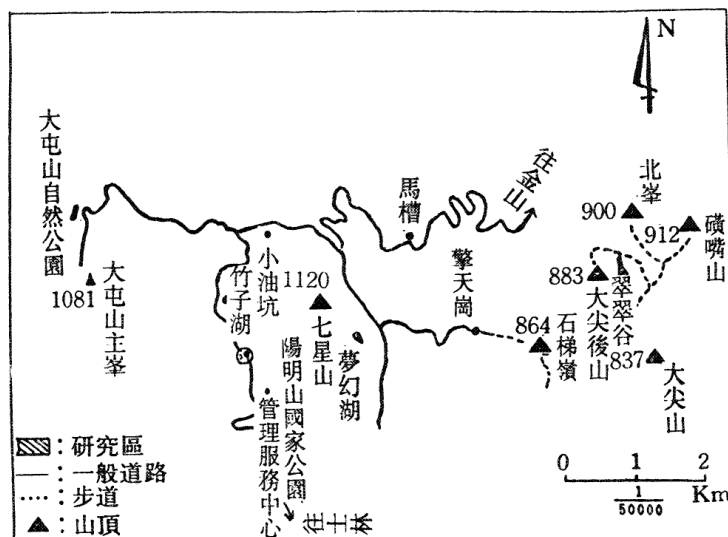 N
大屯山自然公園
1081
大屯山主峯
竹子湖
小油坑
1120
七星山
夢幻湖
陽明山國家公園
管理服務中心
往士林
馬槽
往金山
擎天崗
864
石梯嶺
883
大尖後山
翠翠谷
900
北峯
912
磺嘴山
837
大尖山
：研究區
：一般道路
：步道
：山頂
0 1 2
Km
1
50000